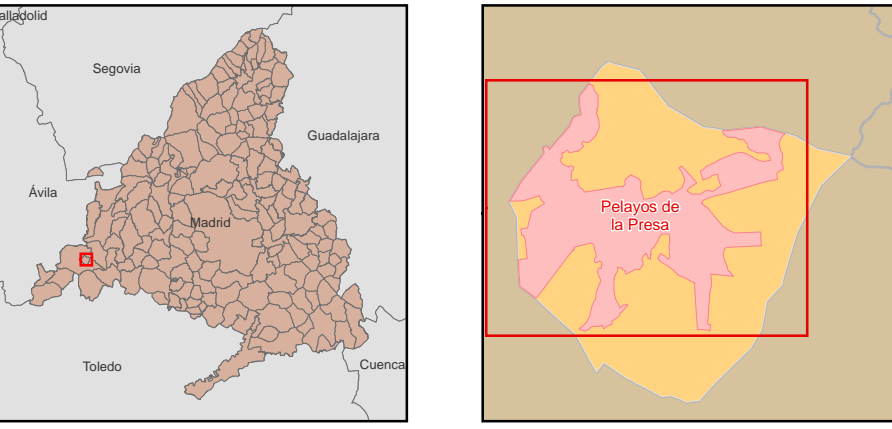 alladolid
Segovia
Guadalajara
Ávila
Madrid
Toledo
Cuenca
Pelayos de
la Presa